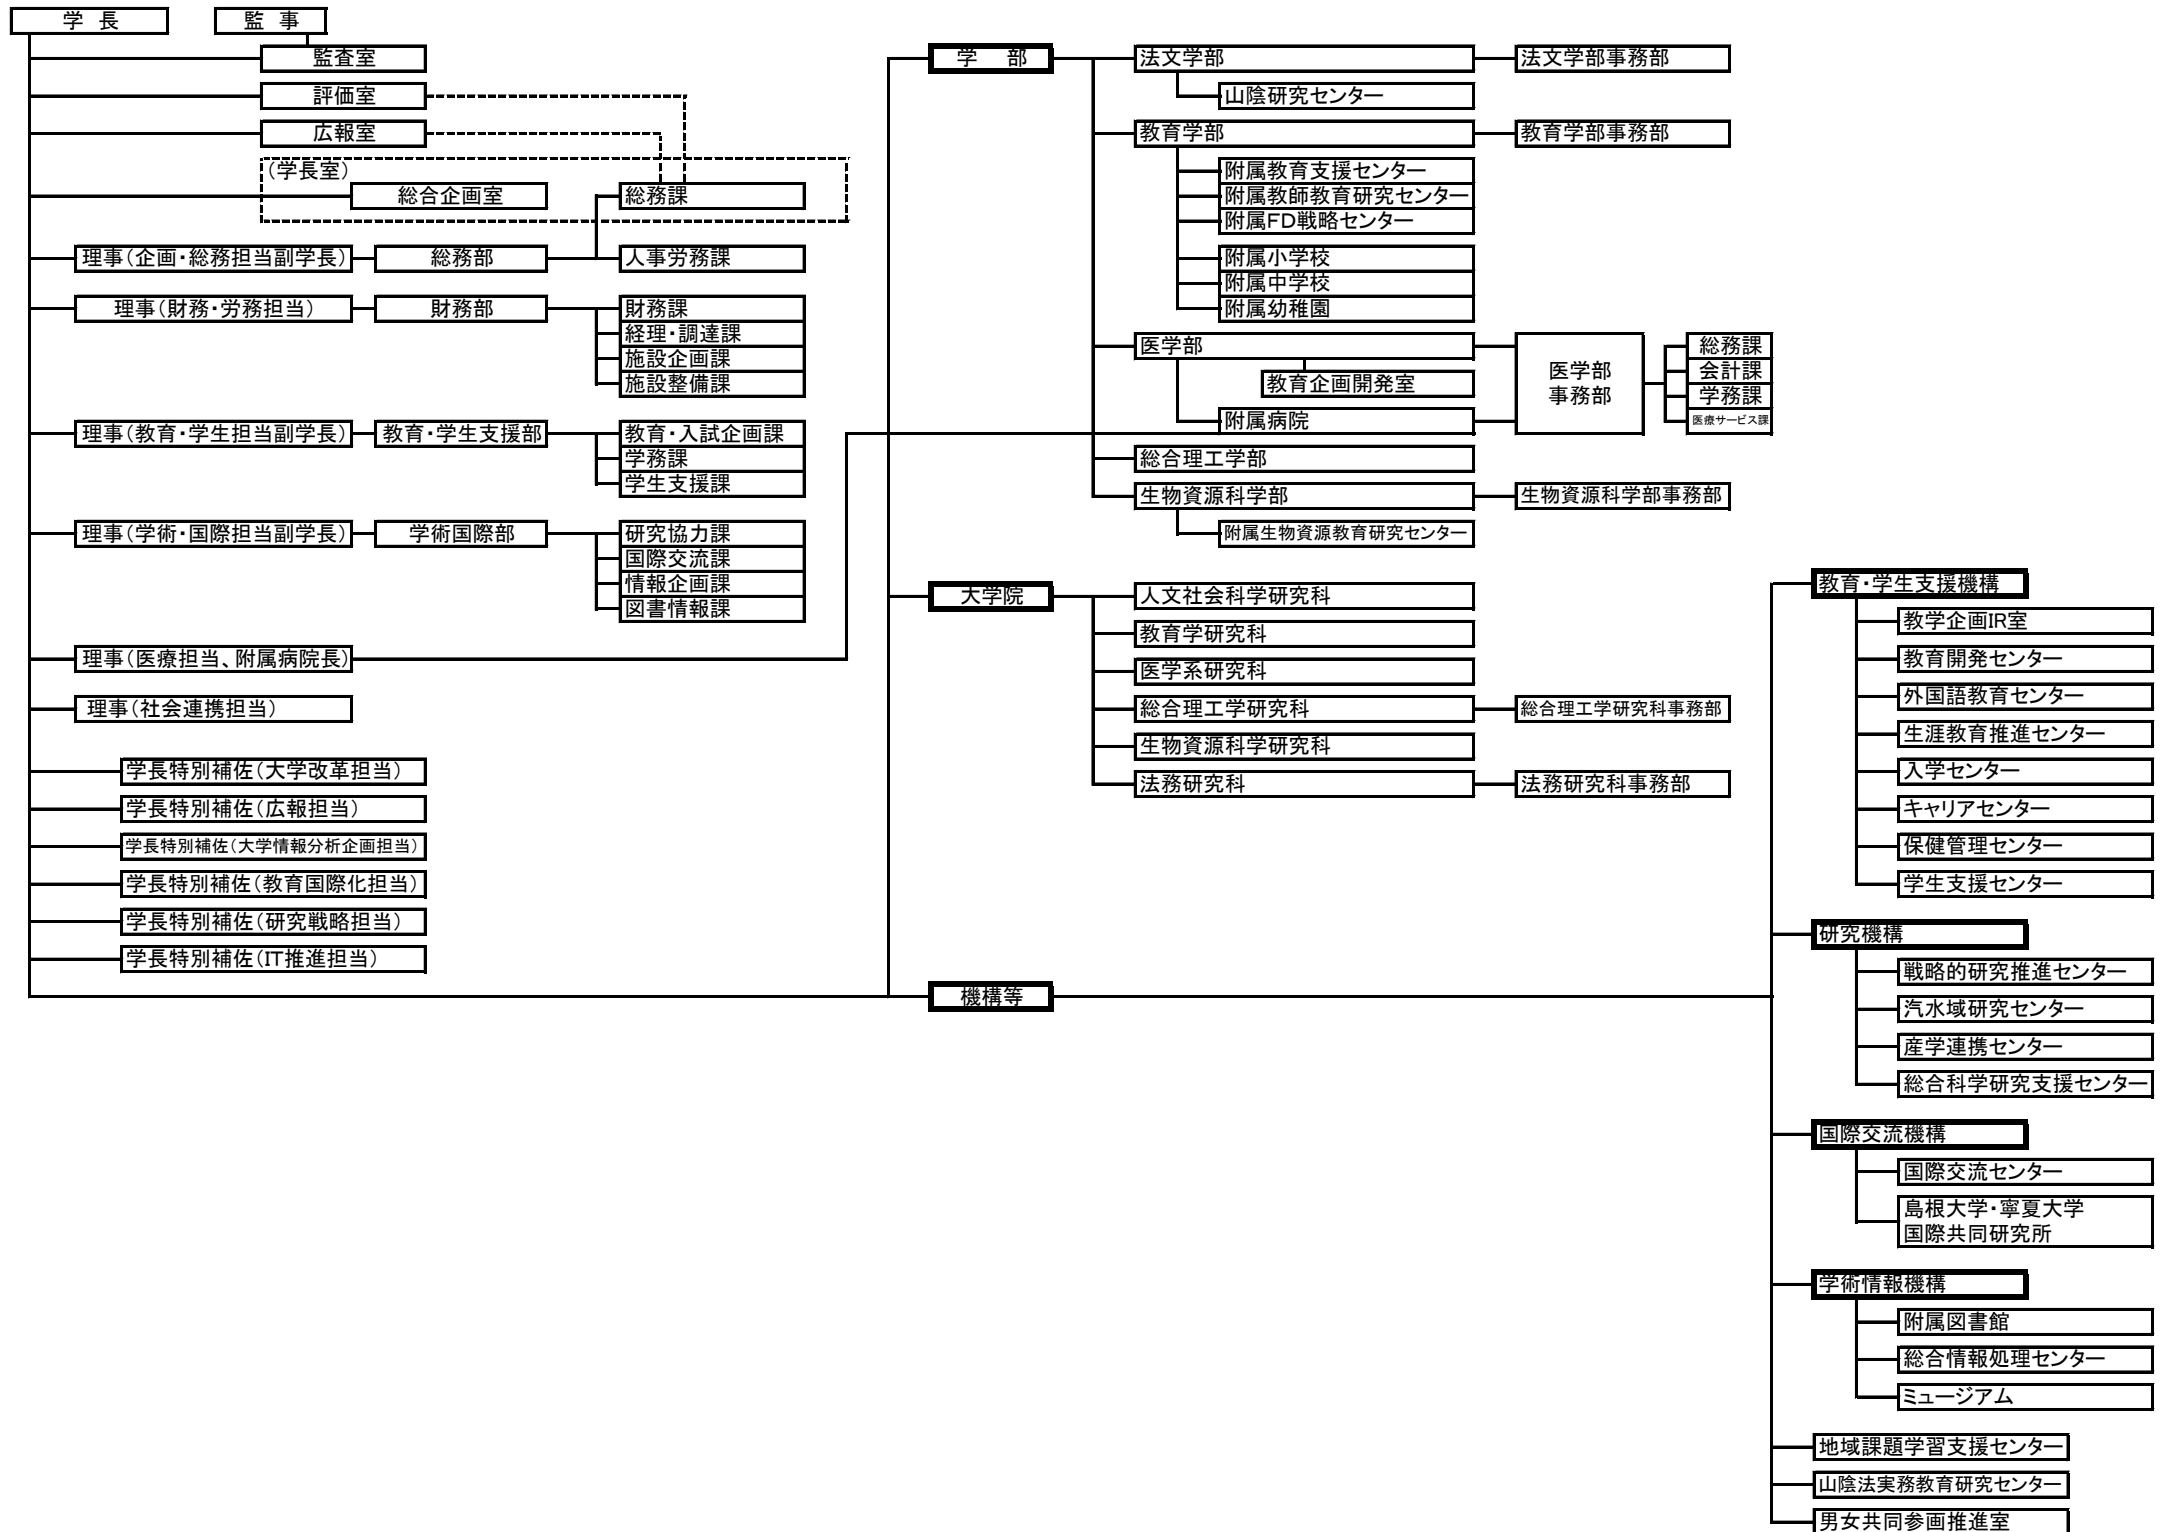 学 長
監 事
監査室
評価室
広報室
(学長室)
総合企画室
総務課
理事(企画・総務担当副学長)
総務部
人事労務課
理事(財務・労務担当)
財務部
財務課
経理・調達課
施設企画課
施設整備課
理事(教育・学生担当副学長)
教育・学生支援部
教育・入試企画課
学務課
学生支援課
理事(学術・国際担当副学長)
学術国際部
研究協力課
国際交流課
情報企画課
図書情報課
理事(医療担当、附属病院長)
理事(社会連携担当)
学長特別補佐(大学改革担当)
学長特別補佐(広報担当)
学長特別補佐(大学情報分析企画担当)
学長特別補佐(教育国際化担当)
学長特別補佐(研究戦略担当)
学長特別補佐(IT推進担当)
学 部
法文学部
法文学部事務部
山陰研究センター
教育学部
教育学部事務部
附属教育支援センター
附属教師教育研究センター
附属FD戦略センター
附属小学校
附属中学校
附属幼稚園
医学部
教育企画開発室
附属病院
医学部
事務部
総務課
会計課
学務課
医療サービス課
総合理工学部
生物資源科学部
生物資源科学部事務部
附属生物資源教育研究センター
大学院
人文社会科学研究科
教育学研究科
医学系研究科
総合理工学研究科
総合理工学研究科事務部
生物資源科学研究科
法務研究科
法務研究科事務部
機構等
教育・学生支援機構
教学企画IR室
教育開発センター
外国語教育センター
生涯教育推進センター
入学センター
キャリアセンター
保健管理センター
学生支援センター
研究機構
戦略的研究推進センター
汽水域研究センター
産学連携センター
総合科学研究支援センター
国際交流機構
国際交流センター
島根大学・寧夏大学
国際共同研究所
学術情報機構
附属図書館
総合情報処理センター
ミュージアム
地域課題学習支援センター
山陰法実務教育研究センター
男女共同参画推進室